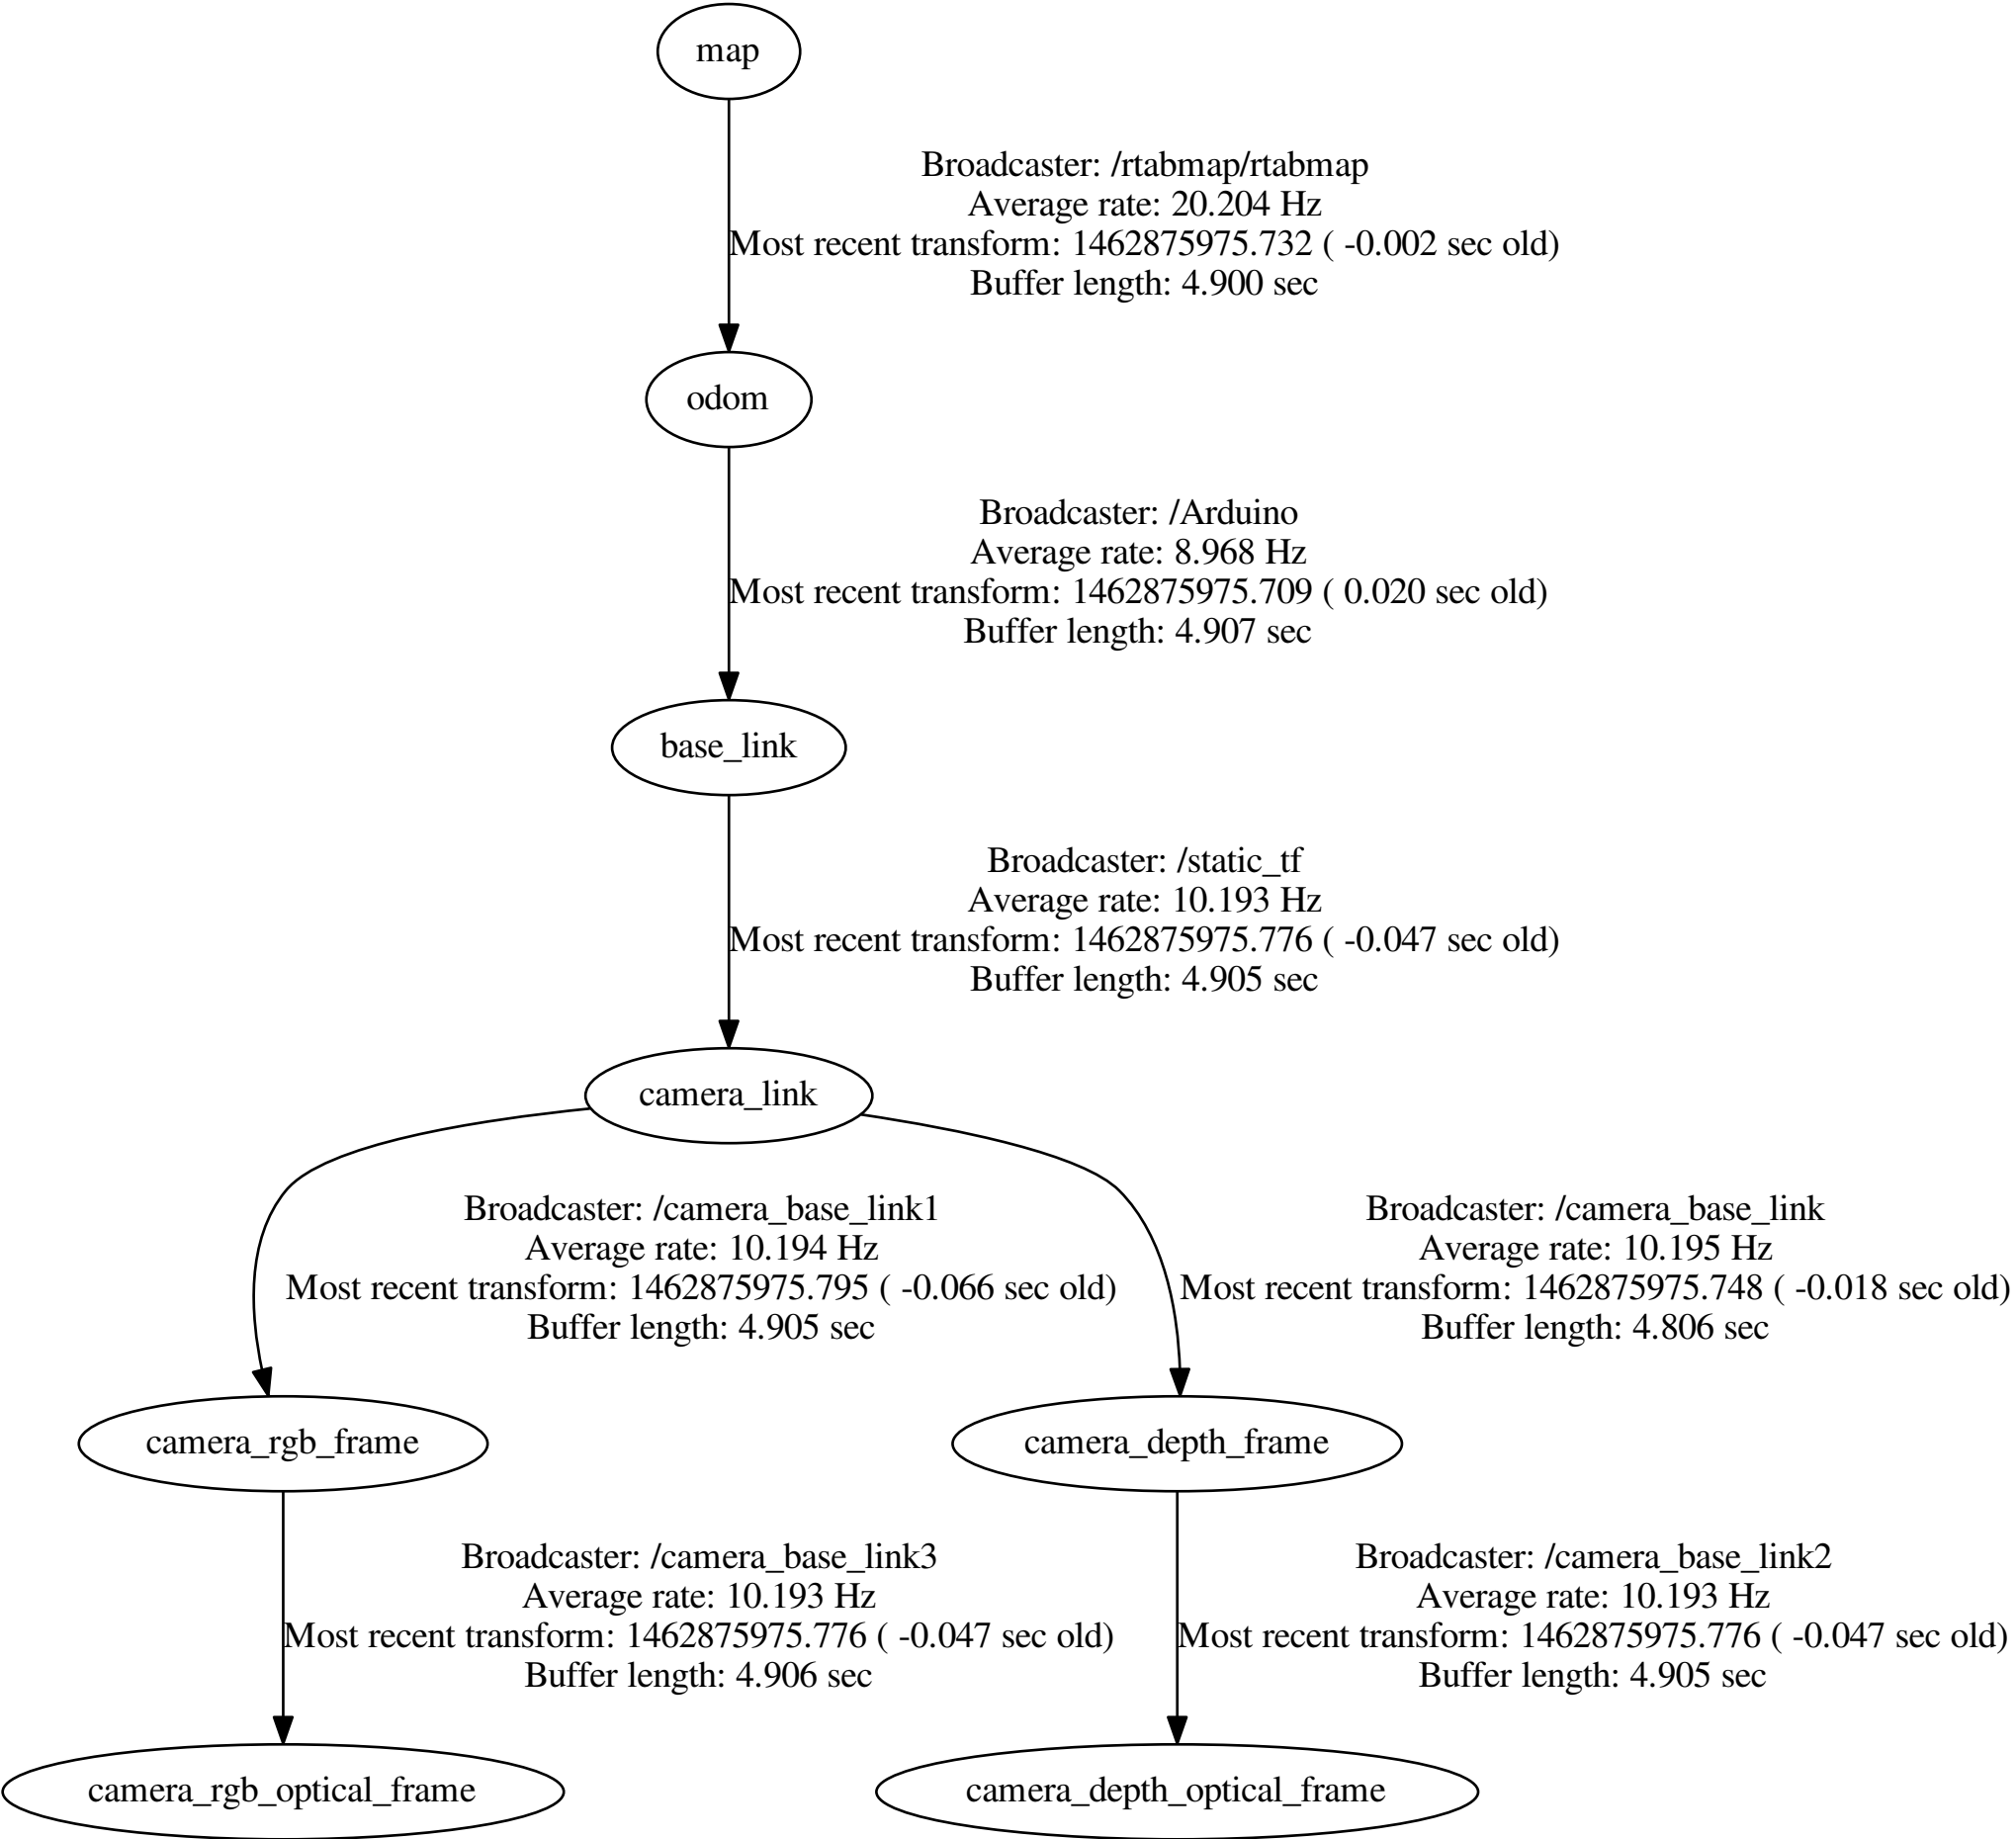 map
Broadcaster: /rtabmap/rtabmap
Average rate: 20.204 Hz
Most recent transform: 1462875975.732 ( -0.002 sec old)
Buffer length: 4.900 sec
odom
Broadcaster: /Arduino
Average rate: 8.968 Hz
Most recent transform: 1462875975.709 ( 0.020 sec old)
Buffer length: 4.907 sec
base_link
Broadcaster: /static_tf
Average rate: 10.193 Hz
Most recent transform: 1462875975.776 ( -0.047 sec old)
Buffer length: 4.905 sec
camera_link
Broadcaster: /camera_base_link1
Average rate: 10.194 Hz
Most recent transform: 1462875975.795 ( -0.066 sec old)
Buffer length: 4.905 sec
Broadcaster: /camera_base_link
Average rate: 10.195 Hz
Most recent transform: 1462875975.748 ( -0.018 sec old)
Buffer length: 4.806 sec
camera_rgb_frame
camera_depth_frame
Broadcaster: /camera_base_link3
Average rate: 10.193 Hz
Most recent transform: 1462875975.776 ( -0.047 sec old)
Buffer length: 4.906 sec
Broadcaster: /camera_base_link2
Average rate: 10.193 Hz
Most recent transform: 1462875975.776 ( -0.047 sec old)
Buffer length: 4.905 sec
camera_rgb_optical_frame
camera_depth_optical_frame